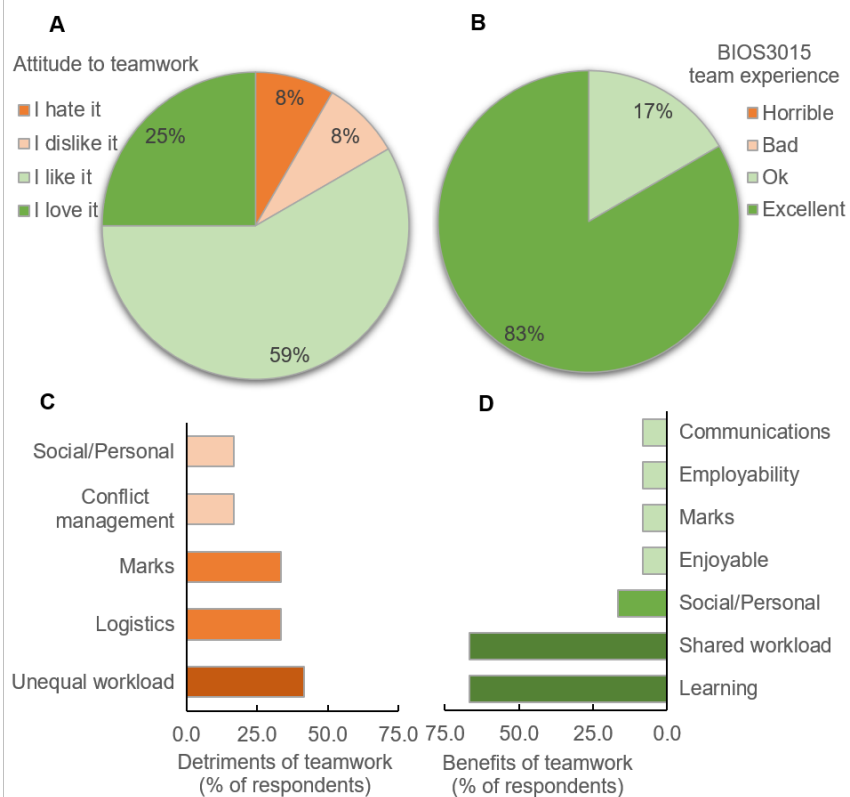 A
Attitude to teamwork
I hate it
I dislike it
I like it
I love it
8%
8%
25%
59%
B
BIOS3015
team experience
Horrible
Bad
Ok
Excellent
17%
83%
C
Social/Personal
Conflict
management
Marks
Logistics
Unequal workload
0.0 25.0 50.0 75.0
Detriments of teamwork
(% of respondents)
D
Communications
Employability
Marks
Enjoyable
Social/Personal
Shared workload
Learning
75.0 50.0 25.0 0.0
Benefits of teamwork
(% of respondents)